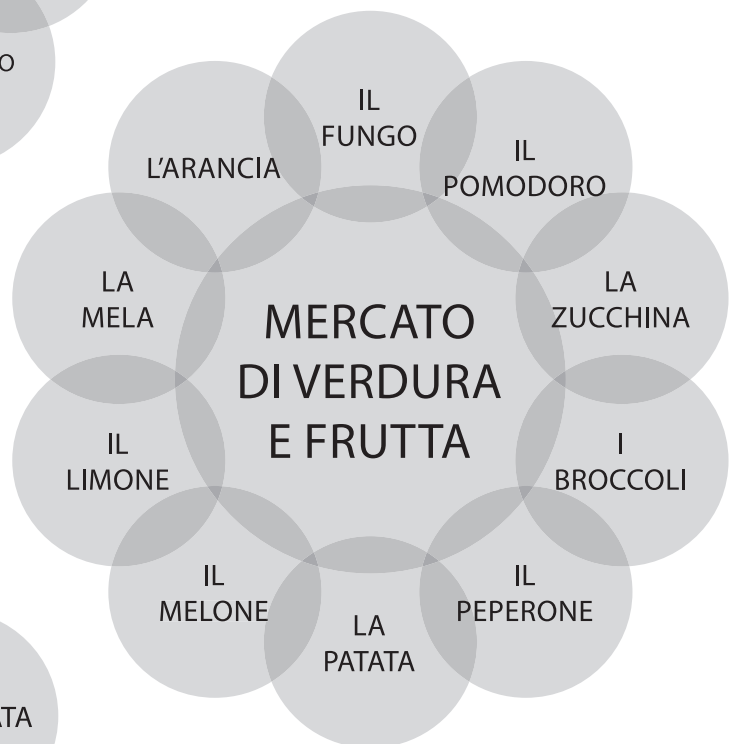 IL
FUNGO
IL
POMODORO
LA
ZUCCHINA
I
BROCCOLI
IL
PEPERONE
LA
PATATA
IL
MELONE
IL
LIMONE
LA
MELA
L'ARANCIA
MERCATO
DI VERDURA
E FRUTTA